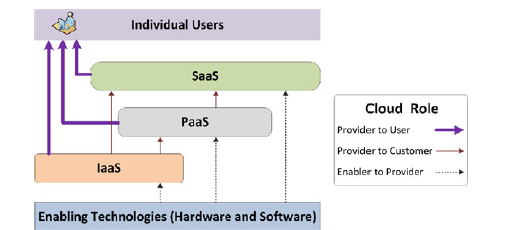 Individual Users
SaaS
PaaS
IaaS
Enabling Technologies (Hardware and Software)
Cloud Role
Provider to User
Provider to Customer
Enabler to Provider